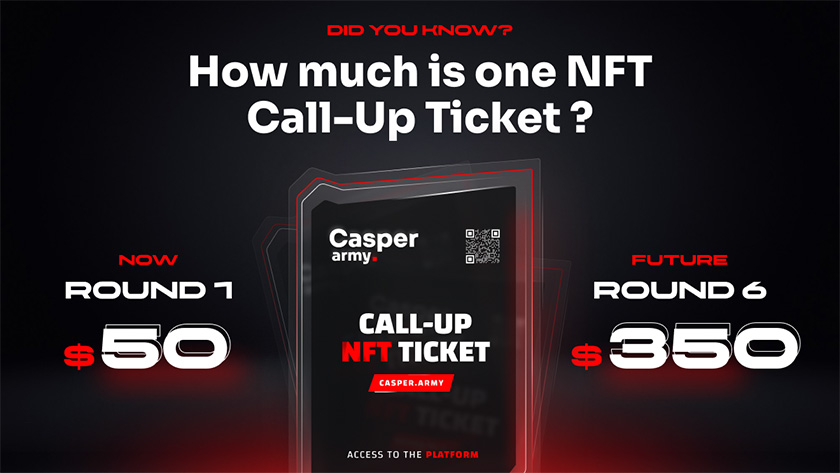 DID YOU KNOW?
How much is one NFT
Call-Up Ticket ?
Casper
army.
CALL-UP
NFT TICKET
CASPER.ARMY
ACCESS TO THE PLATFORM
NOW
ROUND 1
$50
FUTURE
ROUND 6
$350